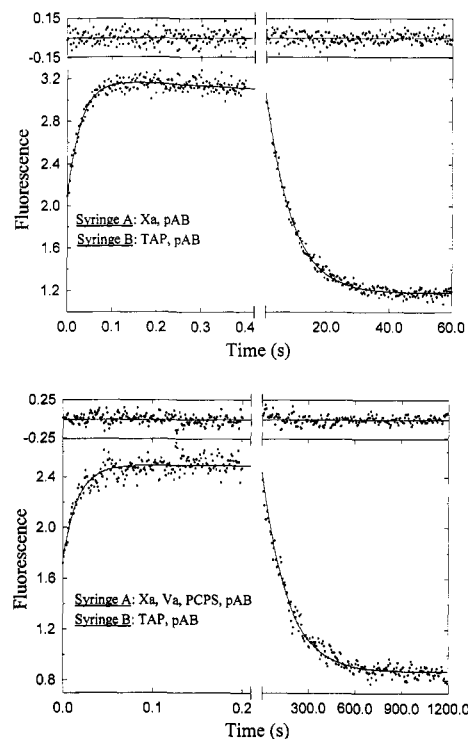 0.15
-0.15
3.2
2.8
2.4
2.0
1.6
1.2
Fluorescence
Syringe A: Xa, pAB
Syringe B: TAP, pAB
0.0 0.1 0.2 0.3 0.4 20.0 40.0 60.0
Time (s)
0.25
-0.25
2.4
2.0
1.6
1.2
0.8
Fluorescence
Syringe A: Xa, Va, PCPS, pAB
Syringe B: TAP, pAB
0.0 0.1 0.2 300.0 600.0 900.0 1200.0
Time (s)